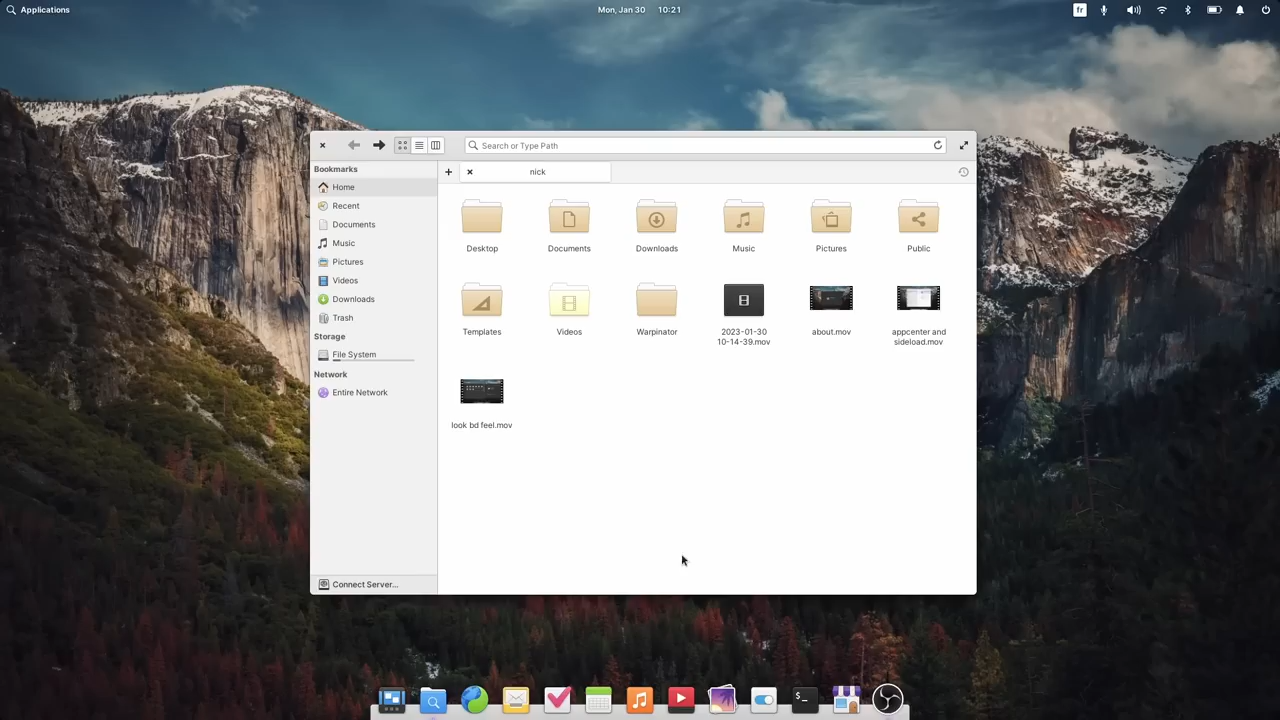 Applications
Mon, Jan 30 10:21
fr
Search or Type Path
Bookmarks
nick
Home
Recent
Documents
Music
Pictures
Videos
Downloads
Trash
Storage
File System
Network
Entire Network
Connect Server...
Desktop
Documents
Downloads
Music
Pictures
Public
Templates
Videos
Warpinator
2023-01-30
10-14-39.mov
about.mov
appcenter and
sideload.mov
look bd feel.mov